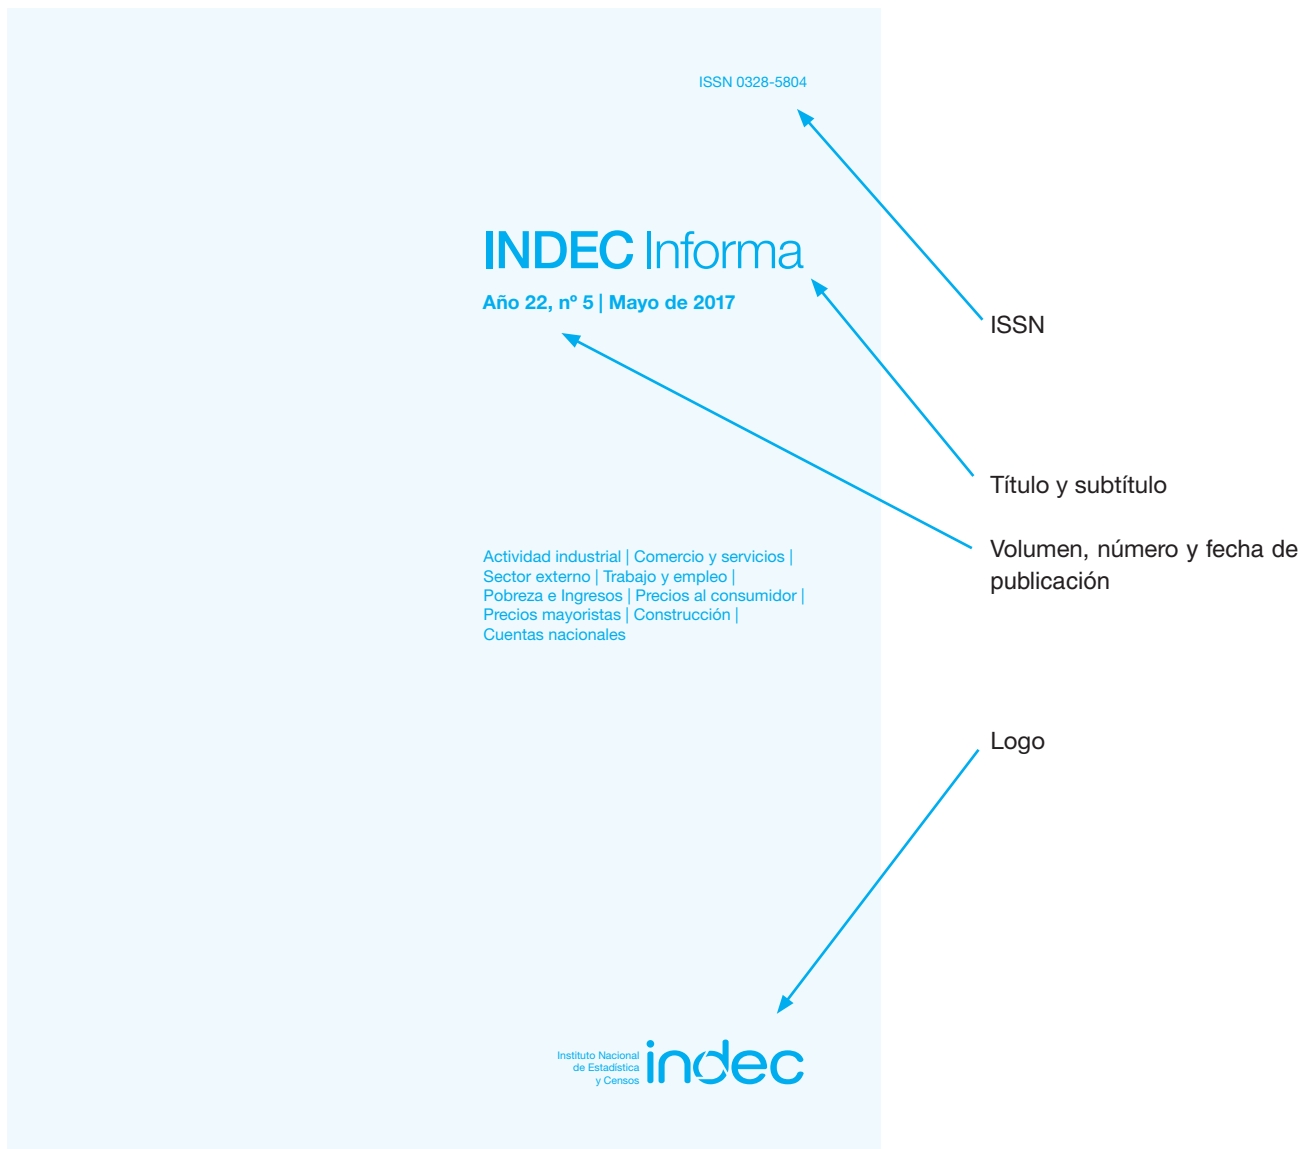 ISSN 0328-5804
INDEC Informa
Año 22, nº 5 | Mayo de 2017
ISSN
Título y subtítulo
Volumen, número y fecha de
publicación
Actividad industrial | Comercio y servicios |
Sector externo | Trabajo y empleo |
Pobreza e Ingresos | Precios al consumidor |
Precios mayoristas | Construcción |
Cuentas nacionales
Logo
Instituto Nacional
de Estadística
y Censos
indec